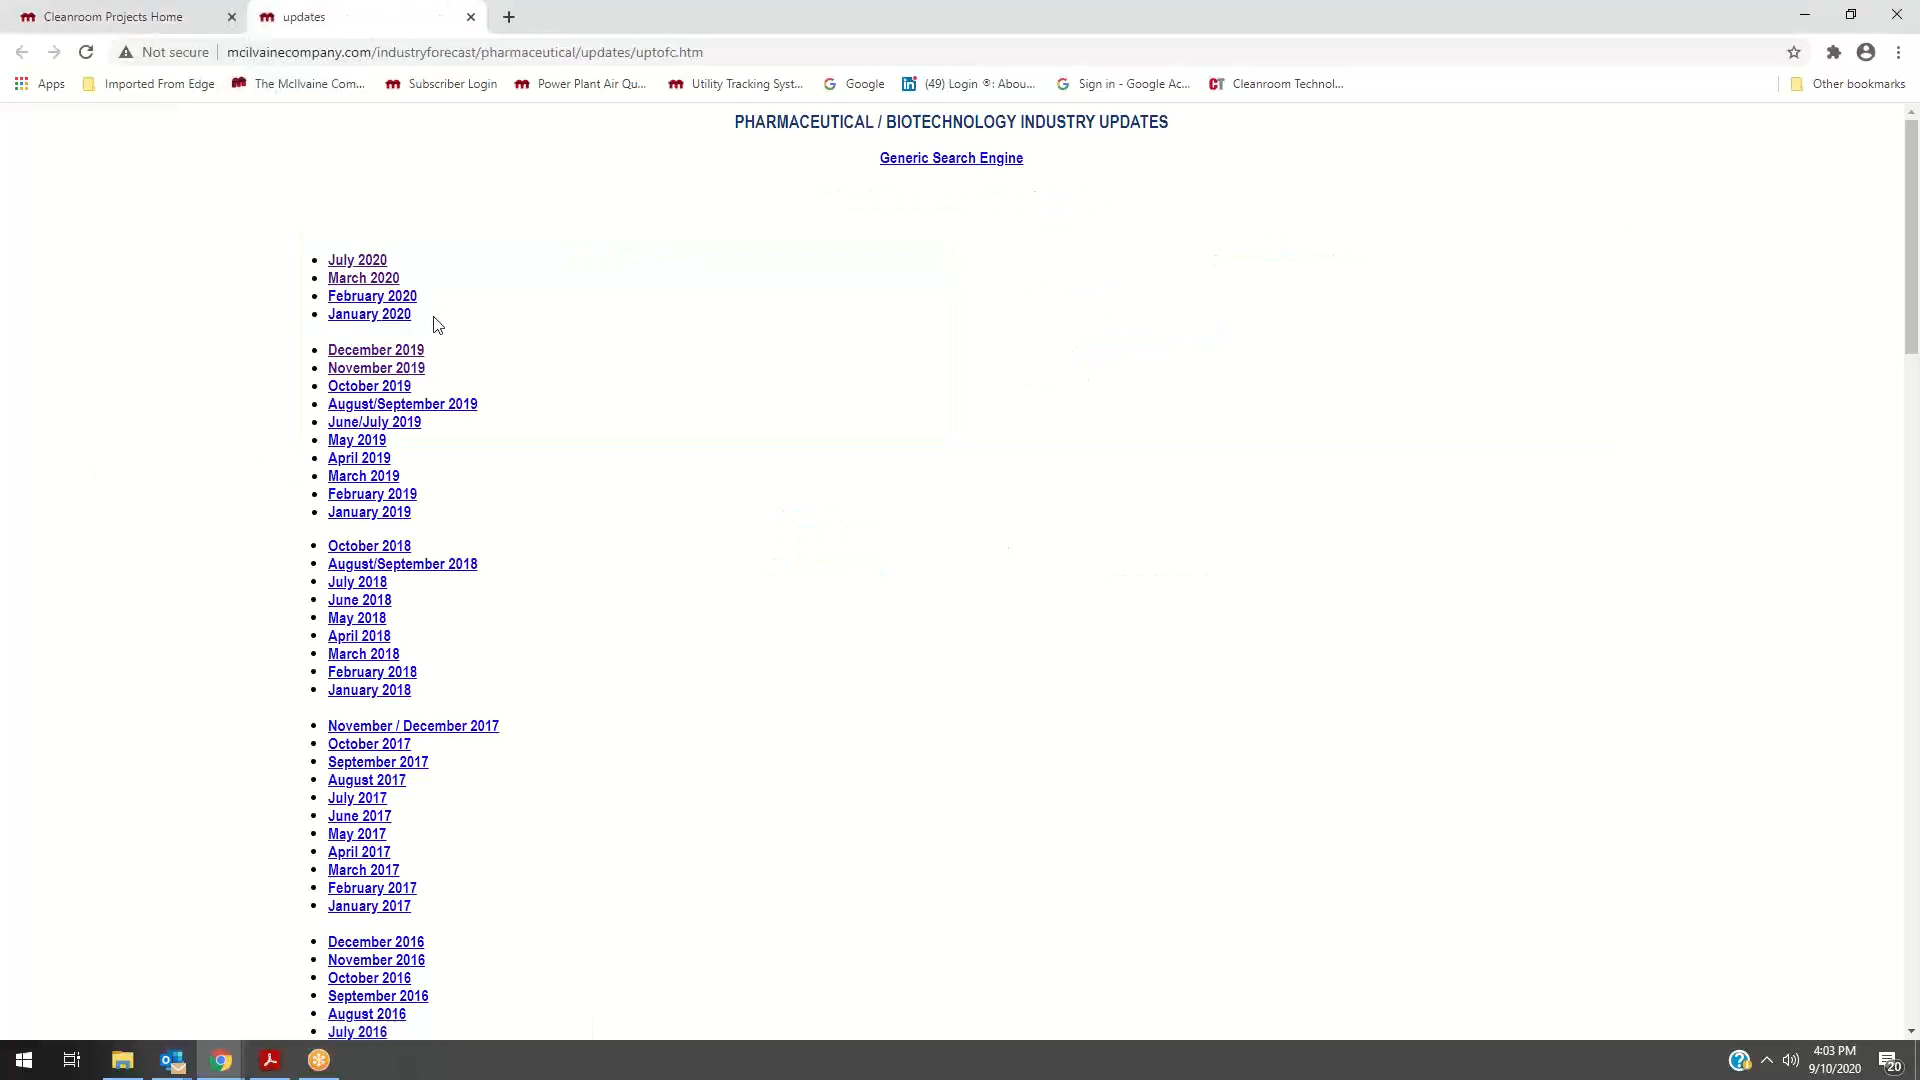 Cleanroom Projects Home
updates
Not secure
mcilvainecompany.com/industryforecast/pharmaceutical/updates/uptofc.htm
Apps
Imported From Edge
The McIlvaine Com...
Subscriber Login
Power Plant Air Qu...
Utility Tracking Syst...
Google
(49) Login ®: Abou...
Sign in - Google Ac...
Cleanroom Technol...
Other bookmarks
PHARMACEUTICAL / BIOTECHNOLOGY INDUSTRY UPDATES
Generic Search Engine
July 2020
March 2020
February 2020
January 2020
December 2019
November 2019
October 2019
August/September 2019
June/July 2019
May 2019
April 2019
March 2019
February 2019
January 2019
October 2018
August/September 2018
July 2018
June 2018
May 2018
April 2018
March 2018
February 2018
January 2018
November / December 2017
October 2017
September 2017
August 2017
July 2017
June 2017
May 2017
April 2017
March 2017
February 2017
January 2017
December 2016
November 2016
October 2016
September 2016
August 2016
July 2016
4:03 PM
9/10/2020
20